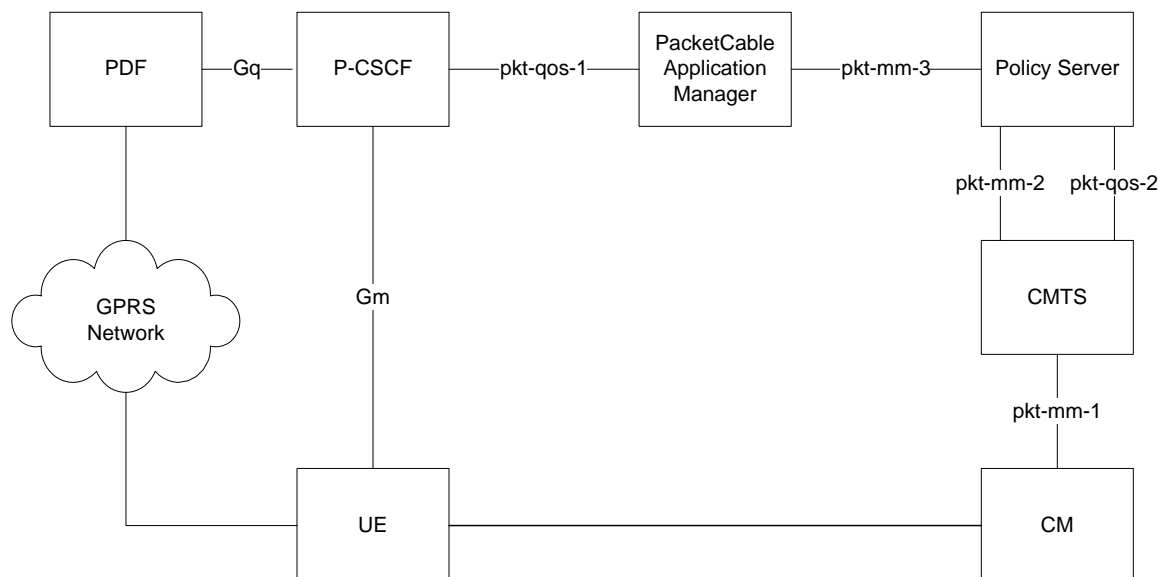 PDF
Gq
P-CSCF
pkt-qos-1
PacketCable
Application
Manager
pkt-mm-3
Policy Server
pkt-mm-2
pkt-qos-2
GPRS
Network
Gm
CMTS
pkt-mm-1
UE
CM